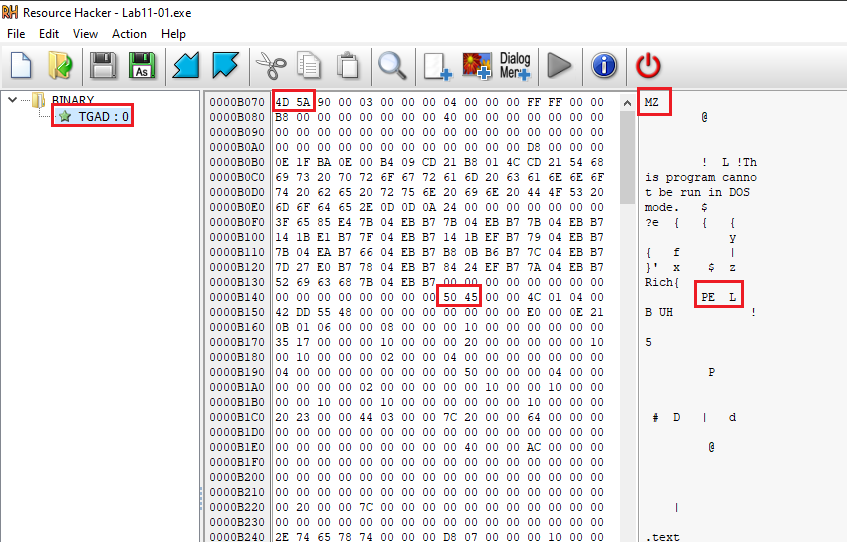 Resource Hacker - Lab11-01.exe
File Edit View Action Help
As
Dialog
Menu
BINARY
TGAD : 0
0000B070 4D 5A 90 00 03 00 00 00 04 00 00 00 FF FF 00 00 MZ
0000B080 B8 00 00 00 00 00 00 00 40 00 00 00 00 00 00 00 @
0000B090 00 00 00 00 00 00 00 00 00 00 00 00 00 00 00 00
0000B0A0 00 00 00 00 00 00 00 00 00 00 00 00 D8 00 00 00
0000B0B0 0E 1F BA 0E 00 B4 09 CD 21 B8 01 4C CD 21 54 68 ! L !Th
0000B0C0 69 73 20 70 72 6F 67 72 61 6D 20 63 61 6E 6E 6F is program canno
0000B0D0 74 20 62 65 20 72 75 6E 20 69 6E 20 44 4F 53 20 t be run in DOS
0000B0E0 6D 6F 64 65 2E 0D 0D 0A 24 00 00 00 00 00 00 00 mode. $
0000B0F0 3F 65 85 E4 7B 04 EB B7 7B 04 EB B7 7B 04 EB B7 ?e { { {
0000B100 14 1B E1 B7 7F 04 EB B7 14 1B EF B7 79 04 EB B7 y
0000B110 7B 04 EA B7 66 04 EB B7 B8 0B B6 B7 7C 04 EB B7 { f |
0000B120 7D 27 E0 B7 78 04 EB B7 84 24 EF B7 7A 04 EB B7 }' x $ z
0000B130 52 69 63 68 7B 04 EB B7 00 00 00 00 00 00 00 00 Rich{
0000B140 00 00 00 00 00 00 00 00 50 45 00 00 4C 01 04 00 PE L
0000B150 42 DD 55 48 00 00 00 00 00 00 00 00 E0 00 0E 21 B UH !
0000B160 0B 01 06 00 00 08 00 00 00 10 00 00 00 00 00 00
0000B170 35 17 00 00 00 10 00 00 00 20 00 00 00 00 00 10 5
0000B180 00 10 00 00 00 02 00 00 04 00 00 00 00 00 00 00
0000B190 04 00 00 00 00 00 00 00 00 50 00 00 00 04 00 00 P
0000B1A0 00 00 00 00 02 00 00 00 00 00 10 00 00 10 00 00
0000B1B0 00 00 10 00 00 10 00 00 00 00 00 00 10 00 00 00
0000B1C0 20 23 00 00 44 03 00 00 7C 20 00 00 64 00 00 00 # D | d
0000B1D0 00 00 00 00 00 00 00 00 00 00 00 00 00 00 00 00
0000B1E0 00 00 00 00 00 00 00 00 00 40 00 00 AC 00 00 00 @
0000B1F0 00 00 00 00 00 00 00 00 00 00 00 00 00 00 00 00
0000B200 00 00 00 00 00 00 00 00 00 00 00 00 00 00 00 00
0000B210 00 00 00 00 00 00 00 00 00 00 00 00 00 00 00 00
0000B220 00 20 00 00 7C 00 00 00 00 00 00 00 00 00 00 00 |
0000B230 00 00 00 00 00 00 00 00 00 00 00 00 00 00 00 00
0000B240 2E 74 65 78 74 00 00 00 D8 07 00 00 00 10 00 00 .text